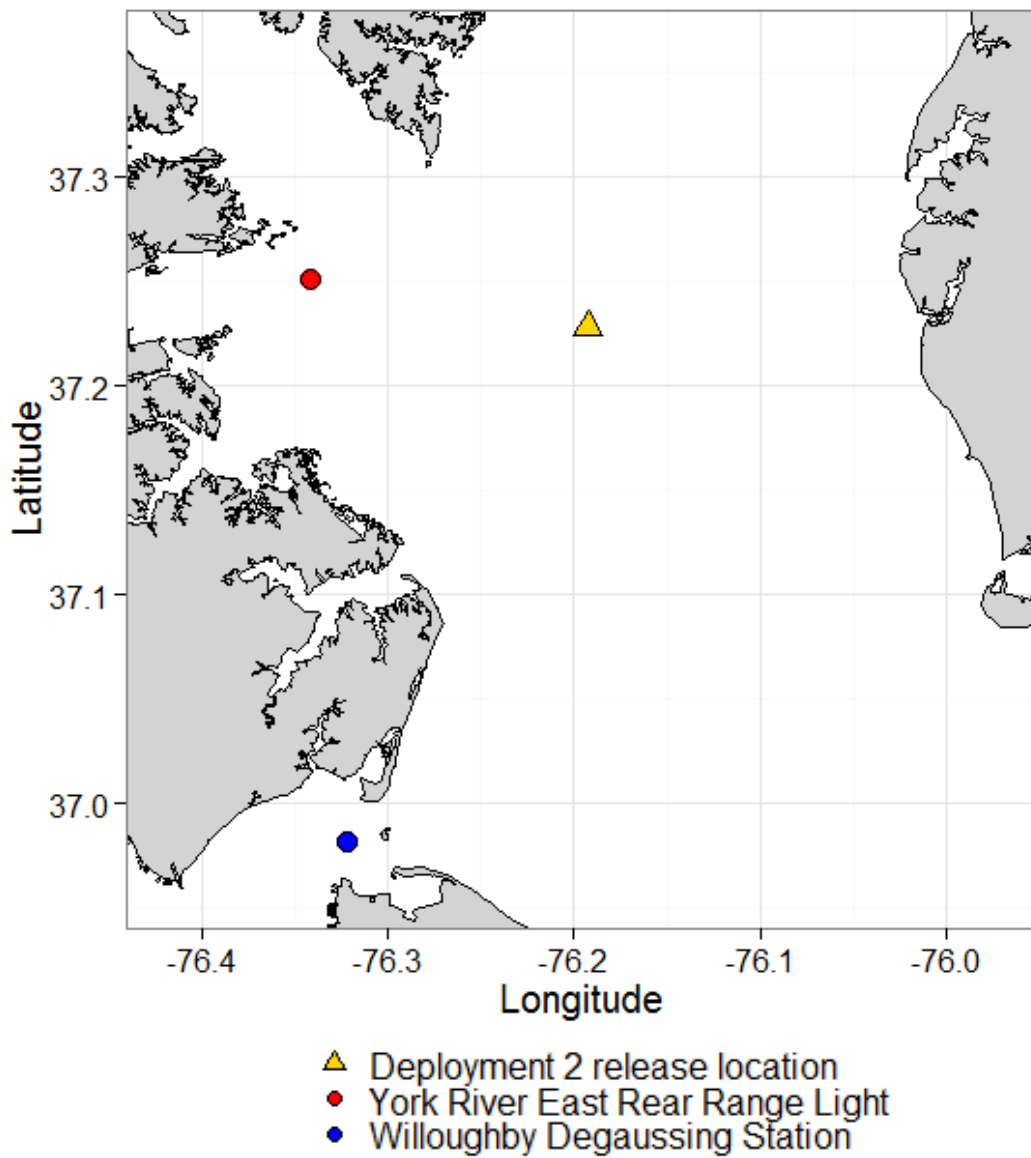 37.3
37.2
37.1
37.0
Latitude
-76.4 -76.3 -76.2 -76.1 -76.0
Longitude
Deployment 2 release location
York River East Rear Range Light
Willoughby Degaussing Station